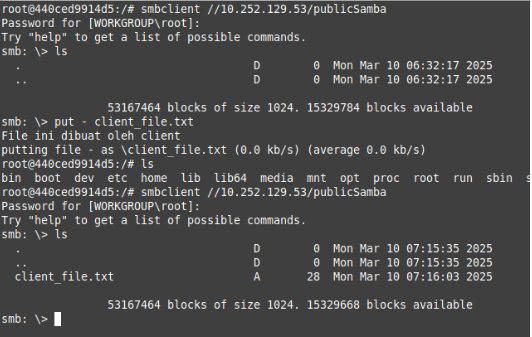 root@440ced9914d5:/# smbclient //10.252.129.53/publicSamba
Password for [WORKGROUP\root]:
Try "help" to get a list of possible commands.
smb: \> ls
. D 0 Mon Mar 10 06:32:17 2025
.. D 0 Mon Mar 10 06:32:17 2025
53167464 blocks of size 1024. 15329784 blocks available
smb: \> put - client_file.txt
File ini dibuat oleh client
putting file - as \client_file.txt (0.0 kb/s) (average 0.0 kb/s)
root@440ced9914d5:/# ls
bin boot dev etc home lib lib64 media mnt opt proc root run sbin s
root@440ced9914d5:/# smbclient //10.252.129.53/publicSamba
Password for [WORKGROUP\root]:
Try "help" to get a list of possible commands.
smb: \> ls
. D 0 Mon Mar 10 07:15:35 2025
.. D 0 Mon Mar 10 07:15:35 2025
client_file.txt A 28 Mon Mar 10 07:16:03 2025
53167464 blocks of size 1024. 15329668 blocks available
smb: \>